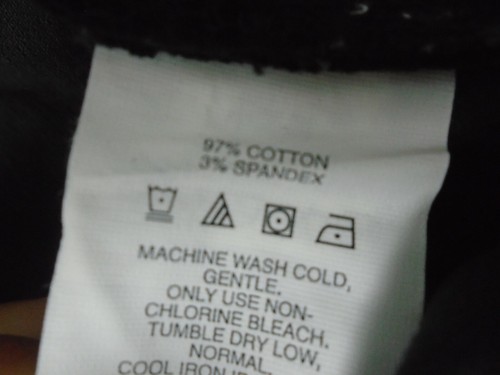 97% COTTON
3% SPANDEX
MACHINE WASH COLD,
GENTLE.
ONLY USE NON-
CHLORINE BLEACH.
TUMBLE DRY LOW,
NORMAL.
COOL IRON